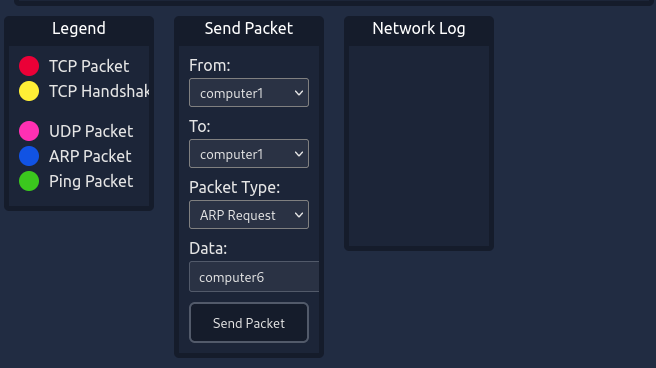 Legend
TCP Packet
TCP Handshak
UDP Packet
ARP Packet
Ping Packet
Send Packet
From:
computer1
To:
computer1
Packet Type:
ARP Request
Data:
computer6
Send Packet
Network Log